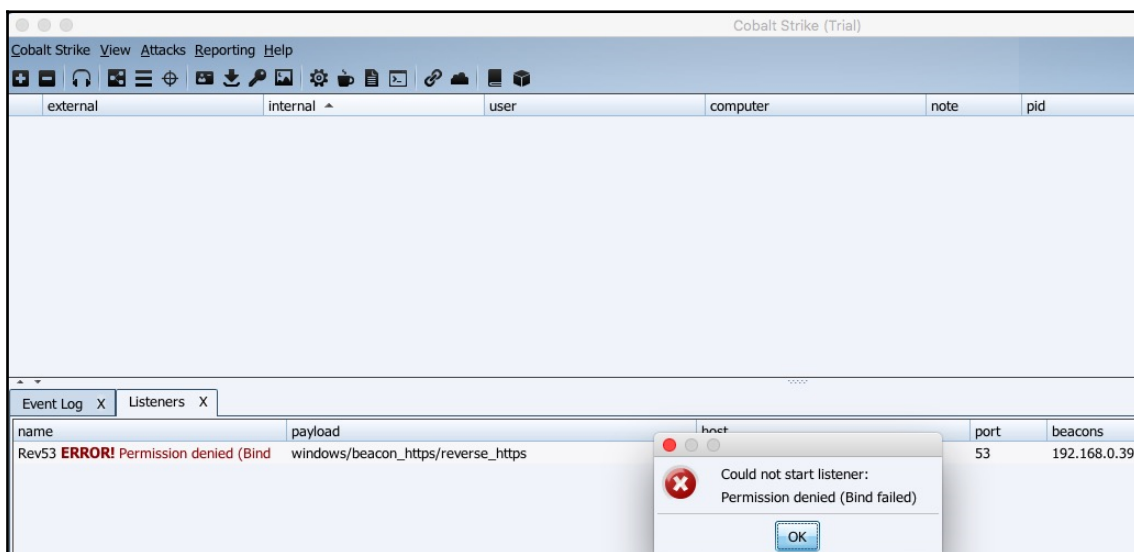 Cobalt Strike (Trial)
Cobalt Strike View Attacks Reporting Help
external internal user computer note pid
Event Log X Listeners X
name payload host port beacons
Rev53 ERROR! Permission denied (Bind windows/beacon_https/reverse_https 53 192.168.0.39
Could not start listener:
Permission denied (Bind failed)
OK